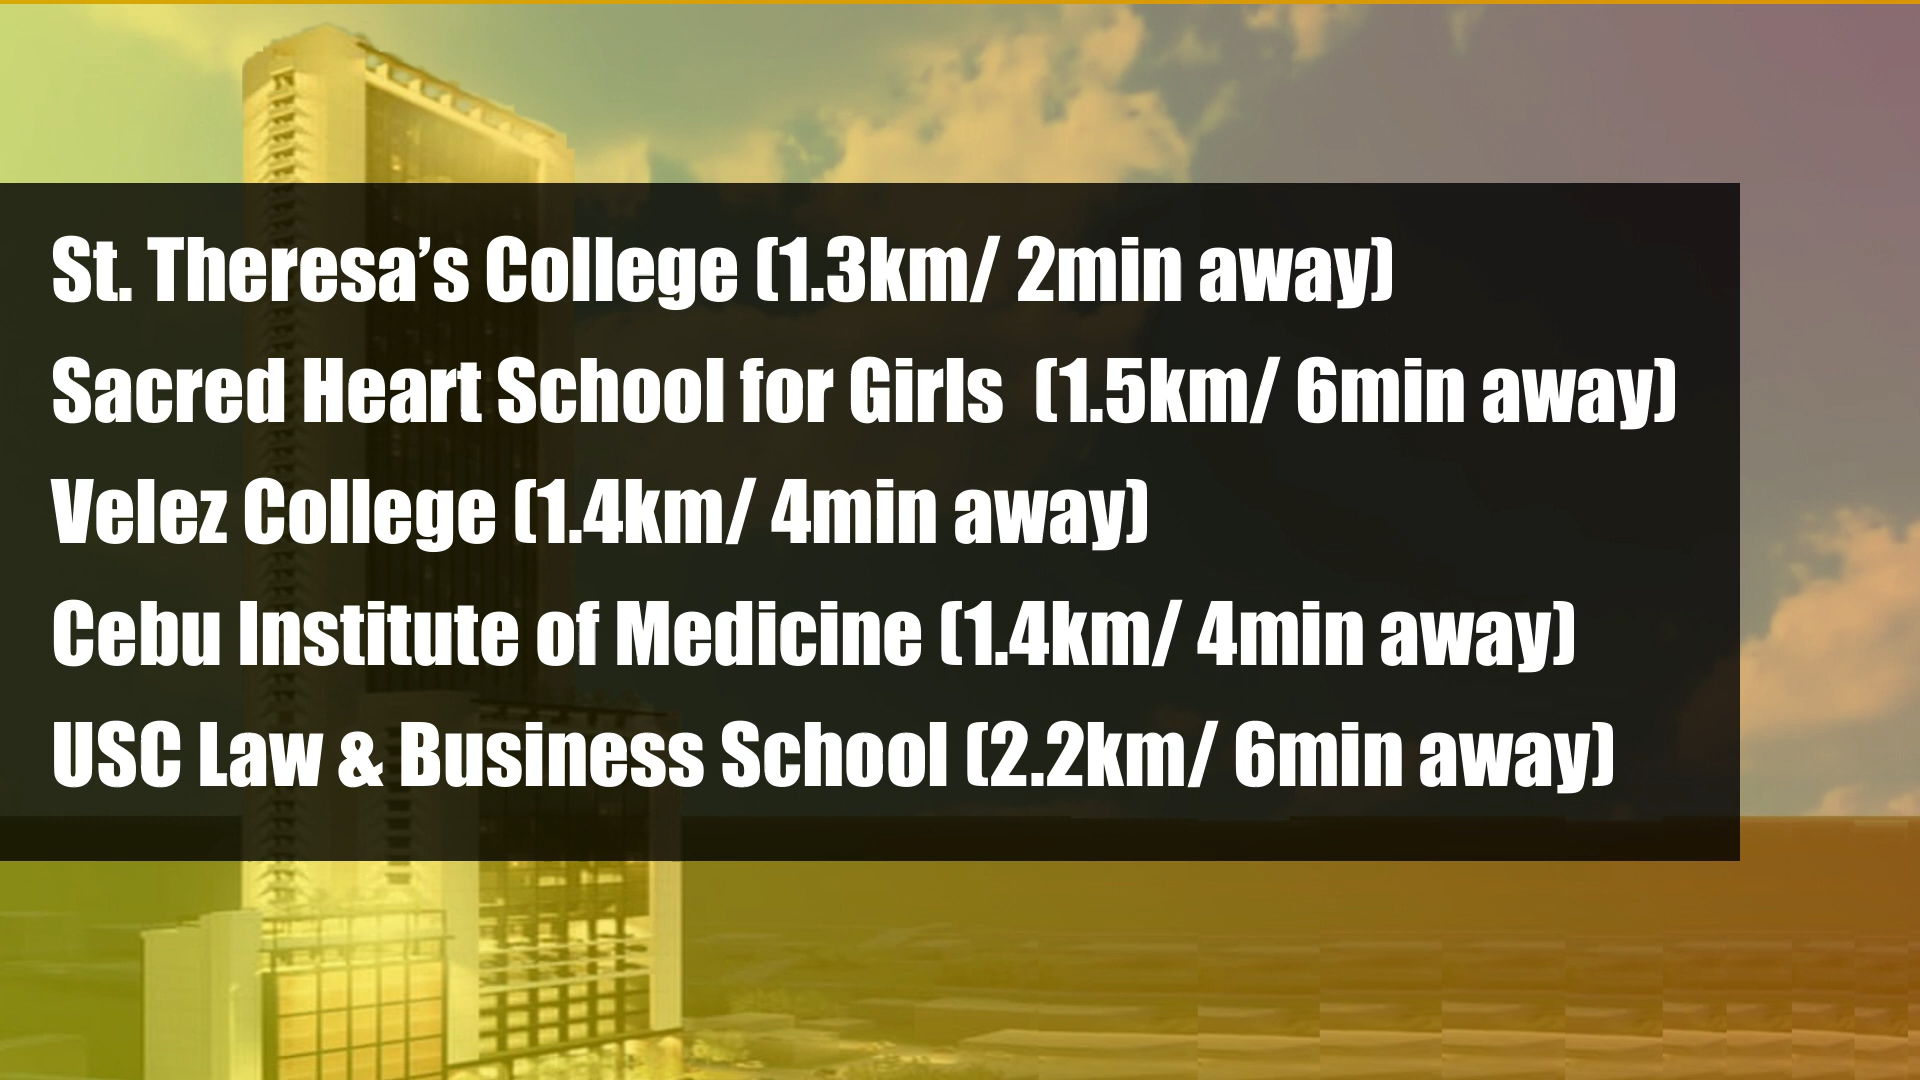 St. Theresa’s College (1.3km/ 2min away)
Sacred Heart School for Girls  (1.5km/ 6min away)
Velez College (1.4km/ 4min away)
Cebu Institute of Medicine (1.4km/ 4min away)
USC Law & Business School (2.2km/ 6min away)